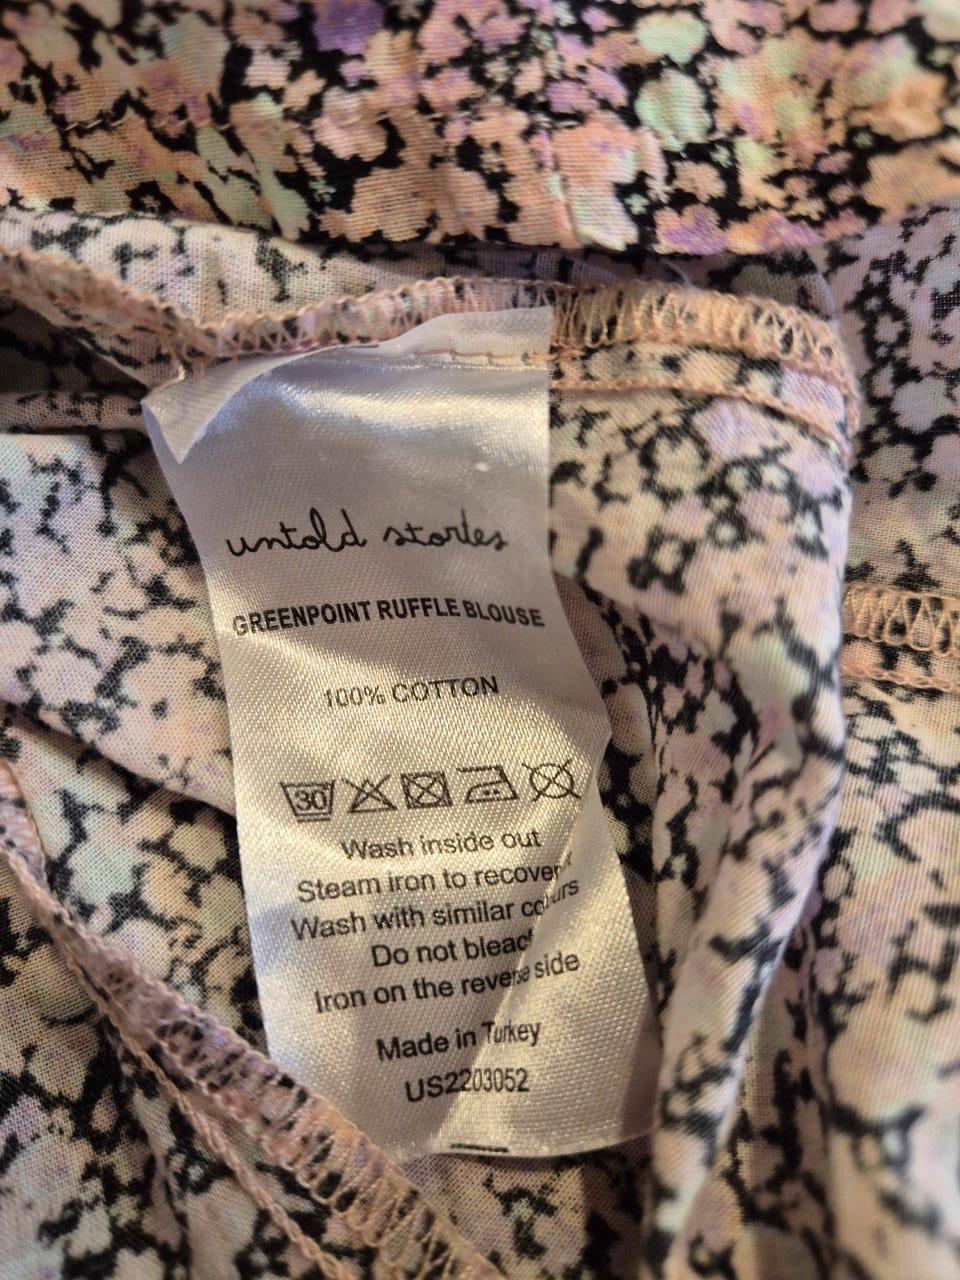 untold stories
GREENPOINT RUFFLE BLOUSE
100% COTTON
30
Wash inside out
Steam iron to recover
Wash with similar colours
Do not bleach
Iron on the reverse side
Made in Turkey
US2203052